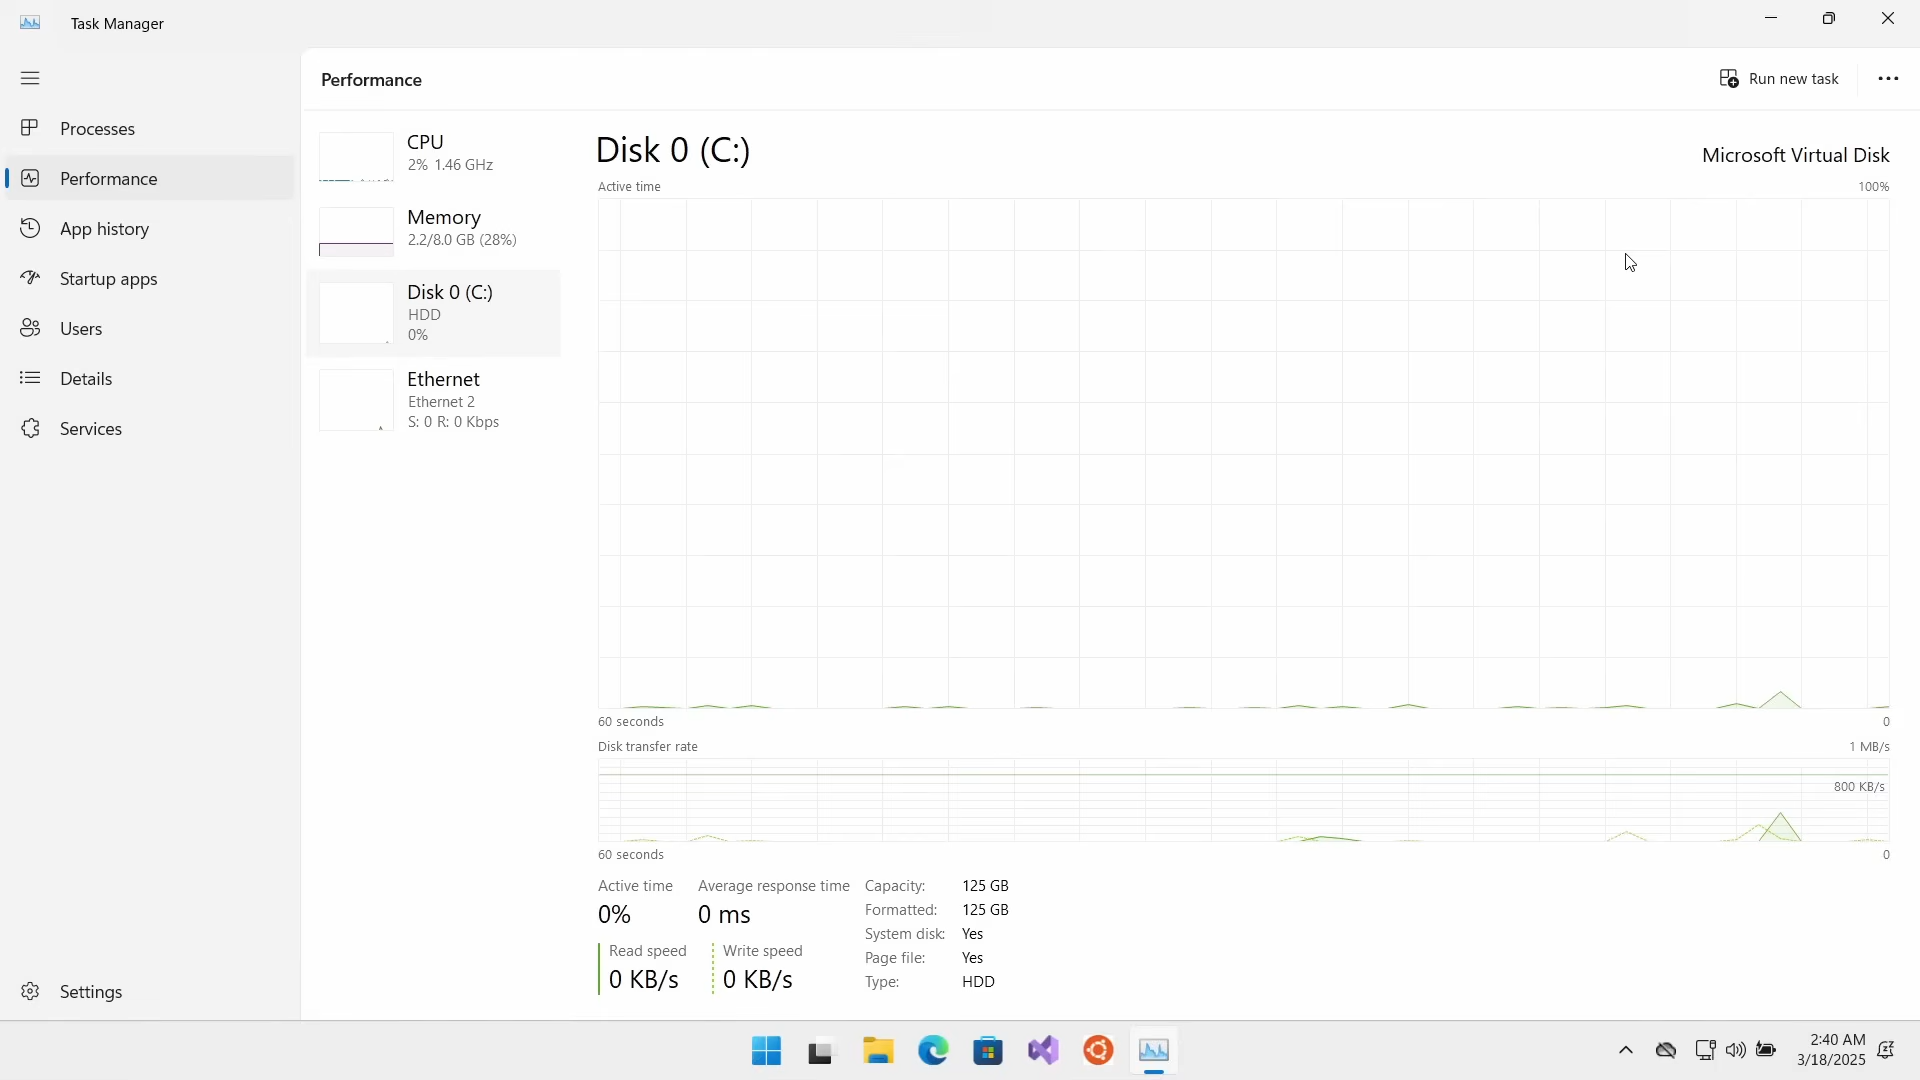 Task Manager
Performance
Run new task
Processes
Performance
App history
Startup apps
Users
Details
Services
Settings
CPU
2% 1.46 GHz
Memory
2.2/8.0 GB (28%)
Disk 0 (C:)
HDD
0%
Ethernet
Ethernet 2
S: 0 R: 0 Kbps
Disk 0 (C:)
Microsoft Virtual Disk
Active time
100%
60 seconds
0
Disk transfer rate
1 MB/s
800 KB/s
60 seconds
0
Active time
0%
Average response time
0 ms
Read speed
0 KB/s
Write speed
0 KB/s
Capacity: 125 GB
Formatted: 125 GB
System disk: Yes
Page file: Yes
Type: HDD
2:40 AM
3/18/2025